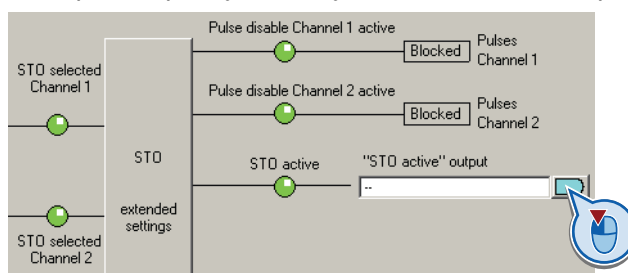 Pulse disable Channel 1 active
Blocked
Pulses
Channel 1
STO selected
Channel 1
Pulse disable Channel 2 active
Blocked
Pulses
Channel 2
STO
STO active
"STO active" output
--
extended
settings
STO selected
Channel 2